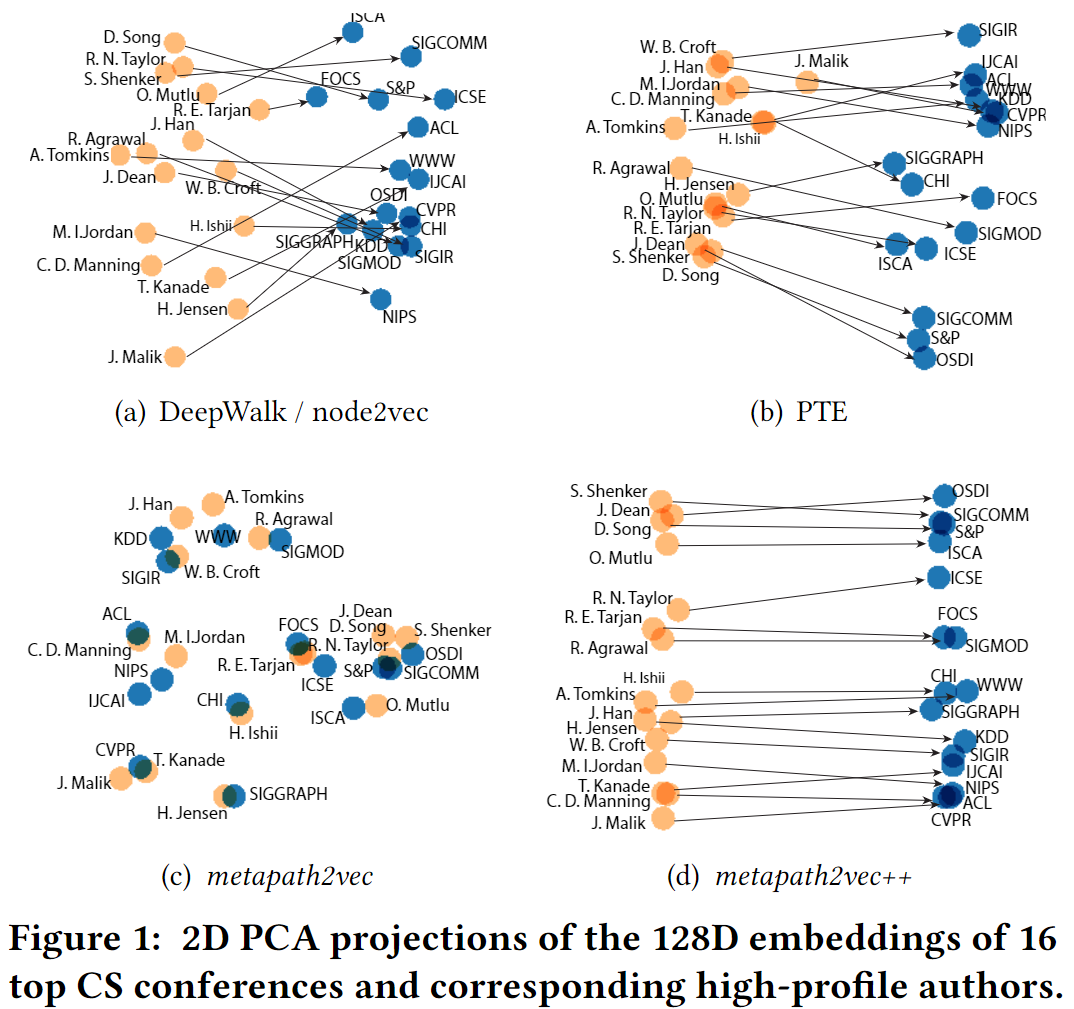 ISCA
D. Song
SIGCOMM
R. N. Taylor
S. Shenker
FOCS
S&P
ICSE
O. Mutlu
R. E. Tarjan
J. Han
ACL
R. Agrawal
A. Tomkins
WWW
J. Dean
IJCAI
W. B. Croft
OSDI
CVPR
H. Ishii
CHI
M. I.Jordan
SIGGRAPH
KDD
SIGIR
SIGMOD
C. D. Manning
T. Kanade
H. Jensen
NIPS
J. Malik
(a) DeepWalk / node2vec
SIGIR
W. B. Croft
J. Han
J. Malik
IJCAI
ACL
M. I.Jordan
WWW
C. D. Manning
KDD
T. Kanade
CVPR
A. Tomkins
H. Ishii
NIPS
R. Agrawal
SIGGRAPH
H. Jensen
CHI
O. Mutlu
FOCS
R. N. Taylor
R. E. Tarjan
SIGMOD
J. Dean
ICSE
S. Shenker
ISCA
D. Song
SIGCOMM
S&P
OSDI
(b) PTE
A. Tomkins
J. Han
R. Agrawal
KDD
WWW
SIGMOD
SIGIR
W. B. Croft
ACL
J. Dean
M. I.Jordan
FOCS
D. Song
S. Shenker
C. D. Manning
R. N. Taylor
OSDI
NIPS
R. E. Tarjan
S&P
SIGCOMM
ICSE
IJCAI
CHI
ISCA
O. Mutlu
H. Ishii
CVPR
T. Kanade
J. Malik
SIGGRAPH
H. Jensen
(c) metapath2vec
S. Shenker
OSDI
J. Dean
SIGCOMM
D. Song
S&P
O. Mutlu
ISCA
ICSE
R. N. Taylor
R. E. Tarjan
FOCS
R. Agrawal
SIGMOD
H. Ishii
CHI
WWW
A. Tomkins
J. Han
SIGGRAPH
H. Jensen
KDD
W. B. Croft
SIGIR
M. I.Jordan
IJCAI
T. Kanade
NIPS
C. D. Manning
ACL
J. Malik
CVPR
(d) metapath2vec++
Figure 1: 2D PCA projections of the 128D embeddings of 16
top CS conferences and corresponding high-profile authors.